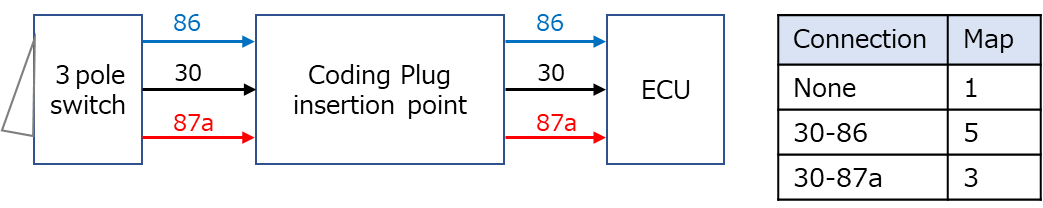 86
30
87a
3 pole
switch
Coding Plug
insertion point
86
30
87a
ECU
Connection Map
None 1
30-86 5
30-87a 3